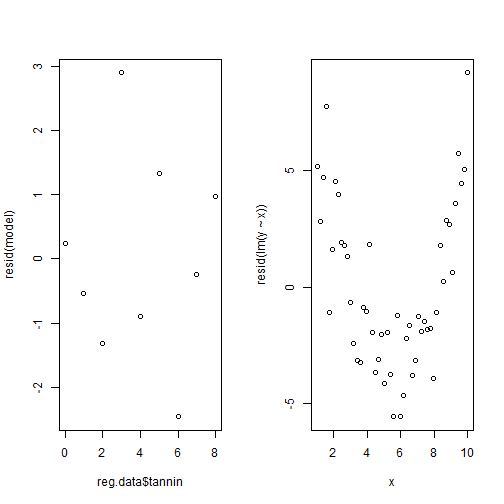 resid(model)
3
2
1
0
-1
-2
0 2 4 6 8
reg.data$tannin
resid(lm(y ~ x))
5
0
-5
2 4 6 8 10
x